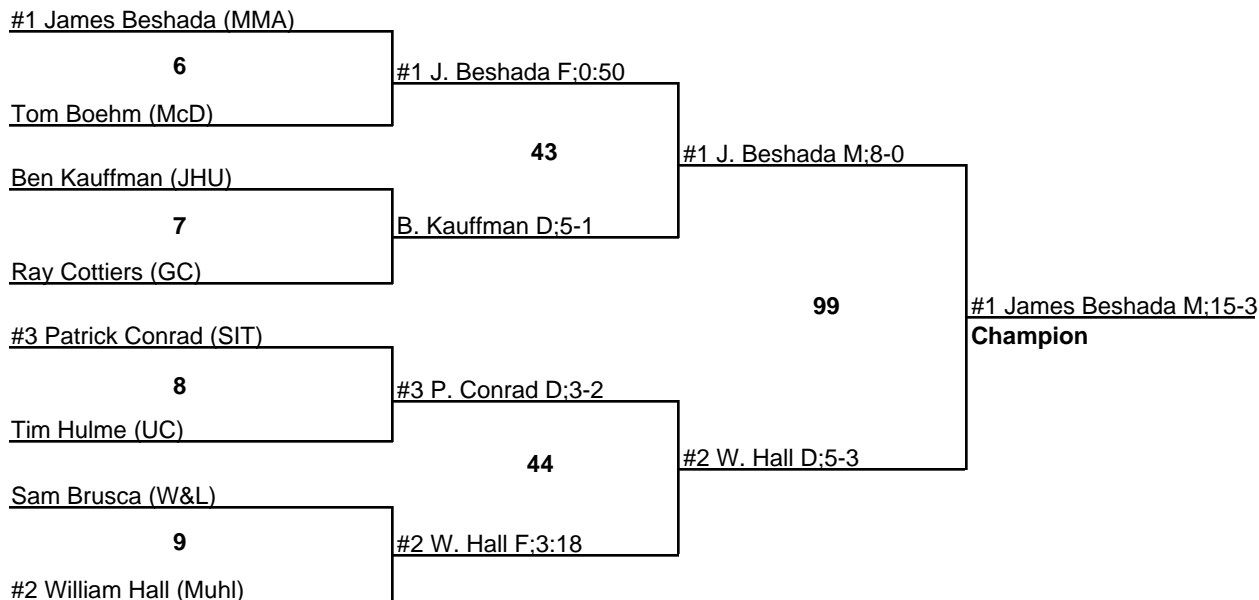 #1 James Beshada (MMA)
6
#1 J. Beshada F;0:50
Tom Boehm (McD)
43
#1 J. Beshada M;8-0
Ben Kauffman (JHU)
7
B. Kauffman D;5-1
Ray Cottiers (GC)
99
#1 James Beshada M;15-3
Champion
#3 Patrick Conrad (SIT)
8
#3 P. Conrad D;3-2
Tim Hulme (UC)
44
#2 W. Hall D;5-3
Sam Brusca (W&L)
9
#2 W. Hall F;3:18
#2 William Hall (Muhl)